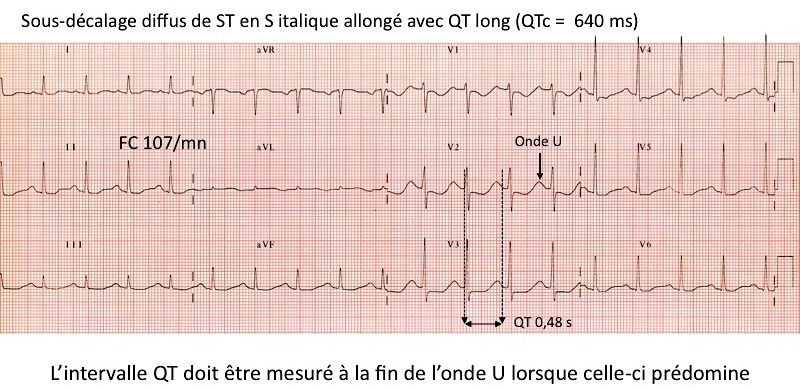 Sous-décalage diffus de ST en S italique allongé avec QT long (QTc = 640 ms)
I aVR V1 V4
FC 107/mn
Onde U
II aVL V2 V5
III aVF V3 V6
QT 0,48 s
L'intervalle QT doit être mesuré à la fin de l'onde U lorsque celle-ci prédomine